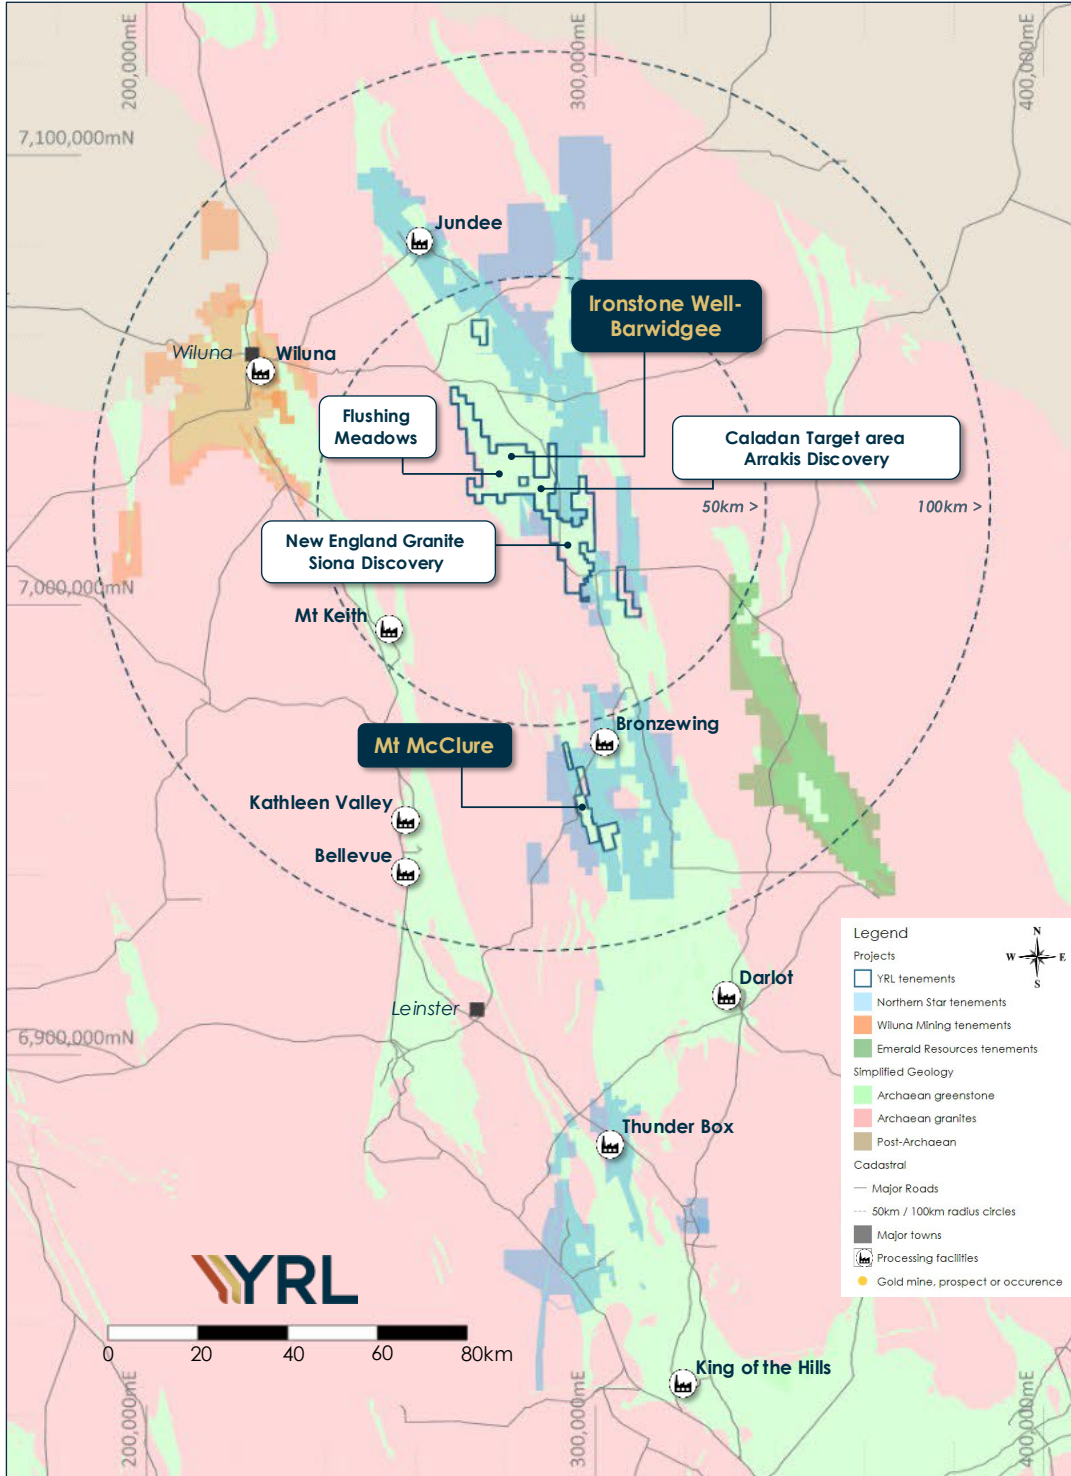 200,000mE
300,000mE
400,000mE
7,100,000mN
Jundee
Ironstone Well-
Barwidgee
Wiluna
Wiluna
Flushing
Meadows
Caladan Target area
Arrakis Discovery
50km >
100km >
New England Granite
Siona Discovery
7,000,000mN
Mt Keith
Bronzewing
Mt McClure
Kathleen Valley
Bellevue
Darlot
Leinster
6,900,000mN
Thunder Box
King of the Hills
Legend
N
W
E
S
Projects
YRL tenements
Northern Star tenements
Wiluna Mining tenements
Emerald Resources tenements
Simplified Geology
Archaean greenstone
Archaean granites
Post-Archaean
Cadastral
Major Roads
50km / 100km radius circles
Major towns
Processing facilities
Gold mine, prospect or occurence
YRL
0 20 40 60 80km
200,000mE
300,000mE
400,000mE